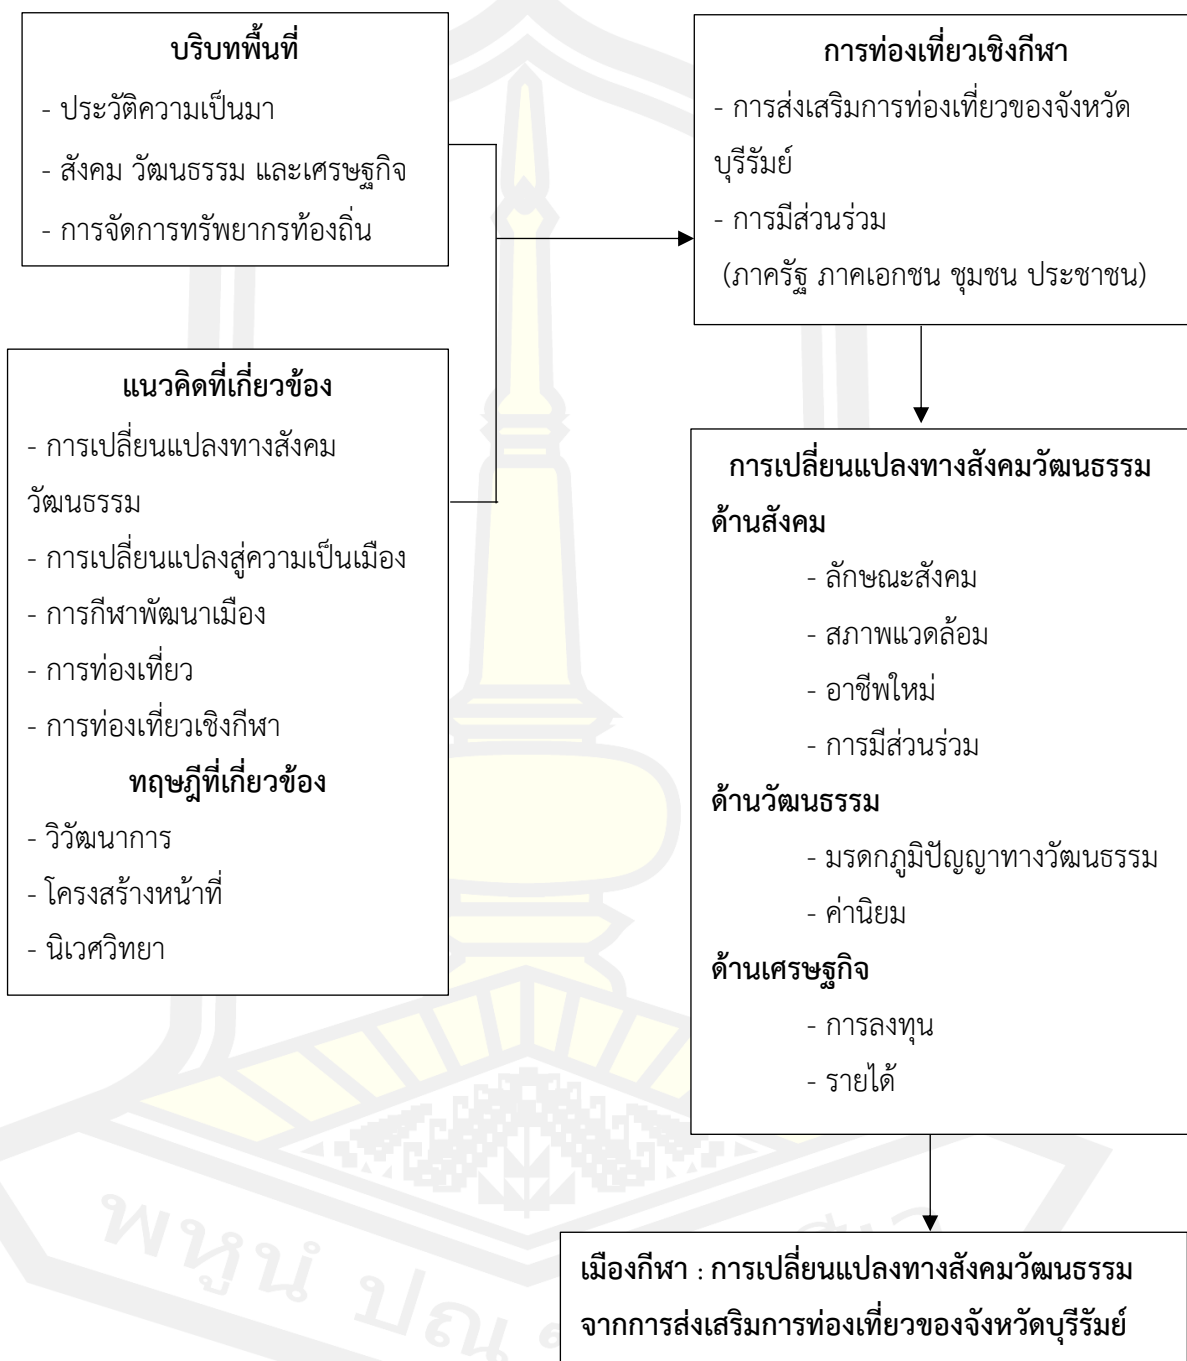 บริบทพื้นที่
- ประวัติความเป็นมา
- สังคม วัฒนธรรม และเศรษฐกิจ
- การจัดการทรัพยากรท้องถิ่น
แนวคิดที่เกี่ยวข้อง
- การเปลี่ยนแปลงทางสังคม
วัฒนธรรม
- การเปลี่ยนแปลงสู่ความเป็นเมือง
- การกีฬาพัฒนาเมือง
- การท่องเที่ยว
- การท่องเที่ยวเชิงกีฬา
ทฤษฎีที่เกี่ยวข้อง
- วิวัฒนาการ
- โครงสร้างหน้าที่
- นิเวศวิทยา
การท่องเที่ยวเชิงกีฬา
- การส่งเสริมการท่องเที่ยวของจังหวัด
บุรีรัมย์
- การมีส่วนร่วม
(ภาครัฐ ภาคเอกชน ชุมชน ประชาชน)
การเปลี่ยนแปลงทางสังคมวัฒนธรรม
ด้านสังคม
- ลักษณะสังคม
- สภาพแวดล้อม
- อาชีพใหม่
- การมีส่วนร่วม
ด้านวัฒนธรรม
- มรดกภูมิปัญญาทางวัฒนธรรม
- ค่านิยม
ด้านเศรษฐกิจ
- การลงทุน
- รายได้
เมืองกีฬา : การเปลี่ยนแปลงทางสังคมวัฒนธรรม
จากการส่งเสริมการท่องเที่ยวของจังหวัดบุรีรัมย์
พหูนํ ปณ